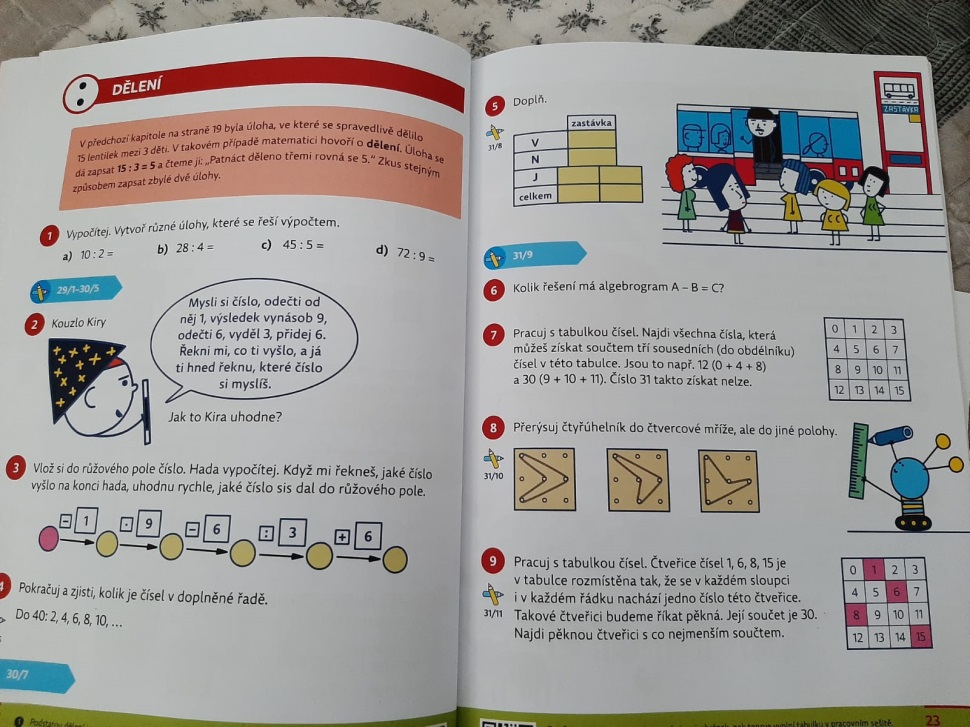 DĚLENÍ
V předchozí kapitole na straně 19 byla úloha, ve které se spravedlivě dělilo
15 lentilek mezi 3 děti. V takovém případě matematici hovoří o dělení. Úloha se
dá zapsat 15 : 3 = 5 a čteme ji: „Patnáct děleno třemi rovná se 5.“ Zkus stejným
způsobem zapsat zbylé dvě úlohy.
1 Vypočítej. Vytvoř různé úlohy, které se řeší výpočtem.
a) 10 : 2 = b) 28 : 4 = c) 45 : 5 = d) 72 : 9 =
29/1–30/5
2 Kouzlo Kiry
Mysli si číslo, odečti od
něj 1, výsledek vynásob 9,
odečti 6, vyděl 3, přidej 6.
Řekni mi, co ti vyšlo, a já
ti hned řeknu, které číslo
si myslíš.
Jak to Kira uhodne?
3 Vlož si do růžového pole číslo. Hada vypočítej. Když mi řekneš, jaké číslo
vyšlo na konci hada, uhodnu rychle, jaké číslo sis dal do růžového pole.
− 1 · 9 − 6 : 3 + 6
4 Pokračuj a zjisti, kolik je čísel v doplněné řadě.
Do 40: 2, 4, 6, 8, 10, ...
30/7
5 Doplň.
31/8
zastávka
V
N
J
celkem
ZASTÁVKA
31/9
6 Kolik řešení má algebrogram A – B = C?
7 Pracuj s tabulkou čísel. Najdi všechna čísla, která
můžeš získat součtem tří sousedních (do obdélníku)
čísel v této tabulce. Jsou to např. 12 (0 + 4 + 8)
a 30 (9 + 10 + 11). Číslo 31 takto získat nelze.
0 1 2 3
4 5 6 7
8 9 10 11
12 13 14 15
8 Přerýsuj čtyřúhelník do čtvercové mříže, ale do jiné polohy.
31/10
9 Pracuj s tabulkou čísel. Čtveřice čísel 1, 6, 8, 15 je
v tabulce rozmístěna tak, že se v každém sloupci
i v každém řádku nachází jedno číslo této čtveřice.
31/11 Takové čtveřici budeme říkat pěkná. Její součet je 30.
Najdi pěknou čtveřici s co nejmenším součtem.
0 1 2 3
4 5 6 7
8 9 10 11
12 13 14 15
23